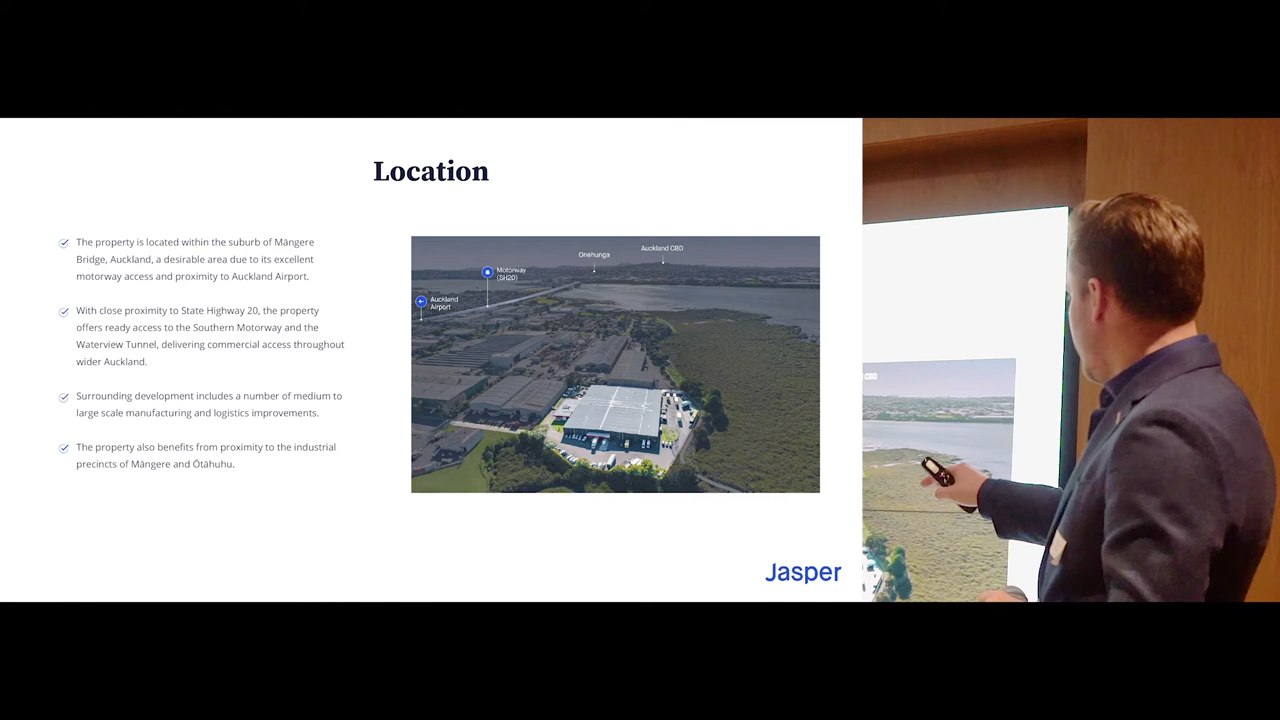 Location
The property is located within the suburb of Māngere
Bridge, Auckland, a desirable area due to its excellent
motorway access and proximity to Auckland Airport.
With close proximity to State Highway 20, the property
offers ready access to the Southern Motorway and the
Waterview Tunnel, delivering commercial access throughout
wider Auckland.
Surrounding development includes a number of medium to
large scale manufacturing and logistics improvements.
The property also benefits from proximity to the industrial
precincts of Māngere and Ōtāhuhu.
Auckland CBD
Onehunga
Motorway
(SH20)
Auckland
Airport
Jasper
CBD